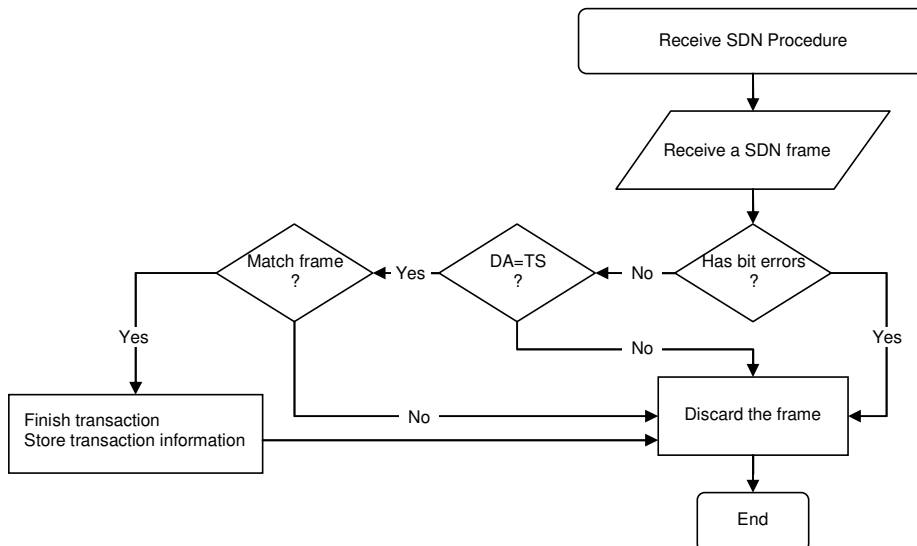 Receive SDN Procedure
Receive a SDN frame
Match frame
?
Yes
DA=TS
?
No
Has bit errors
?
Yes
No
Yes
Finish transaction
Store transaction information
No
Discard the frame
End